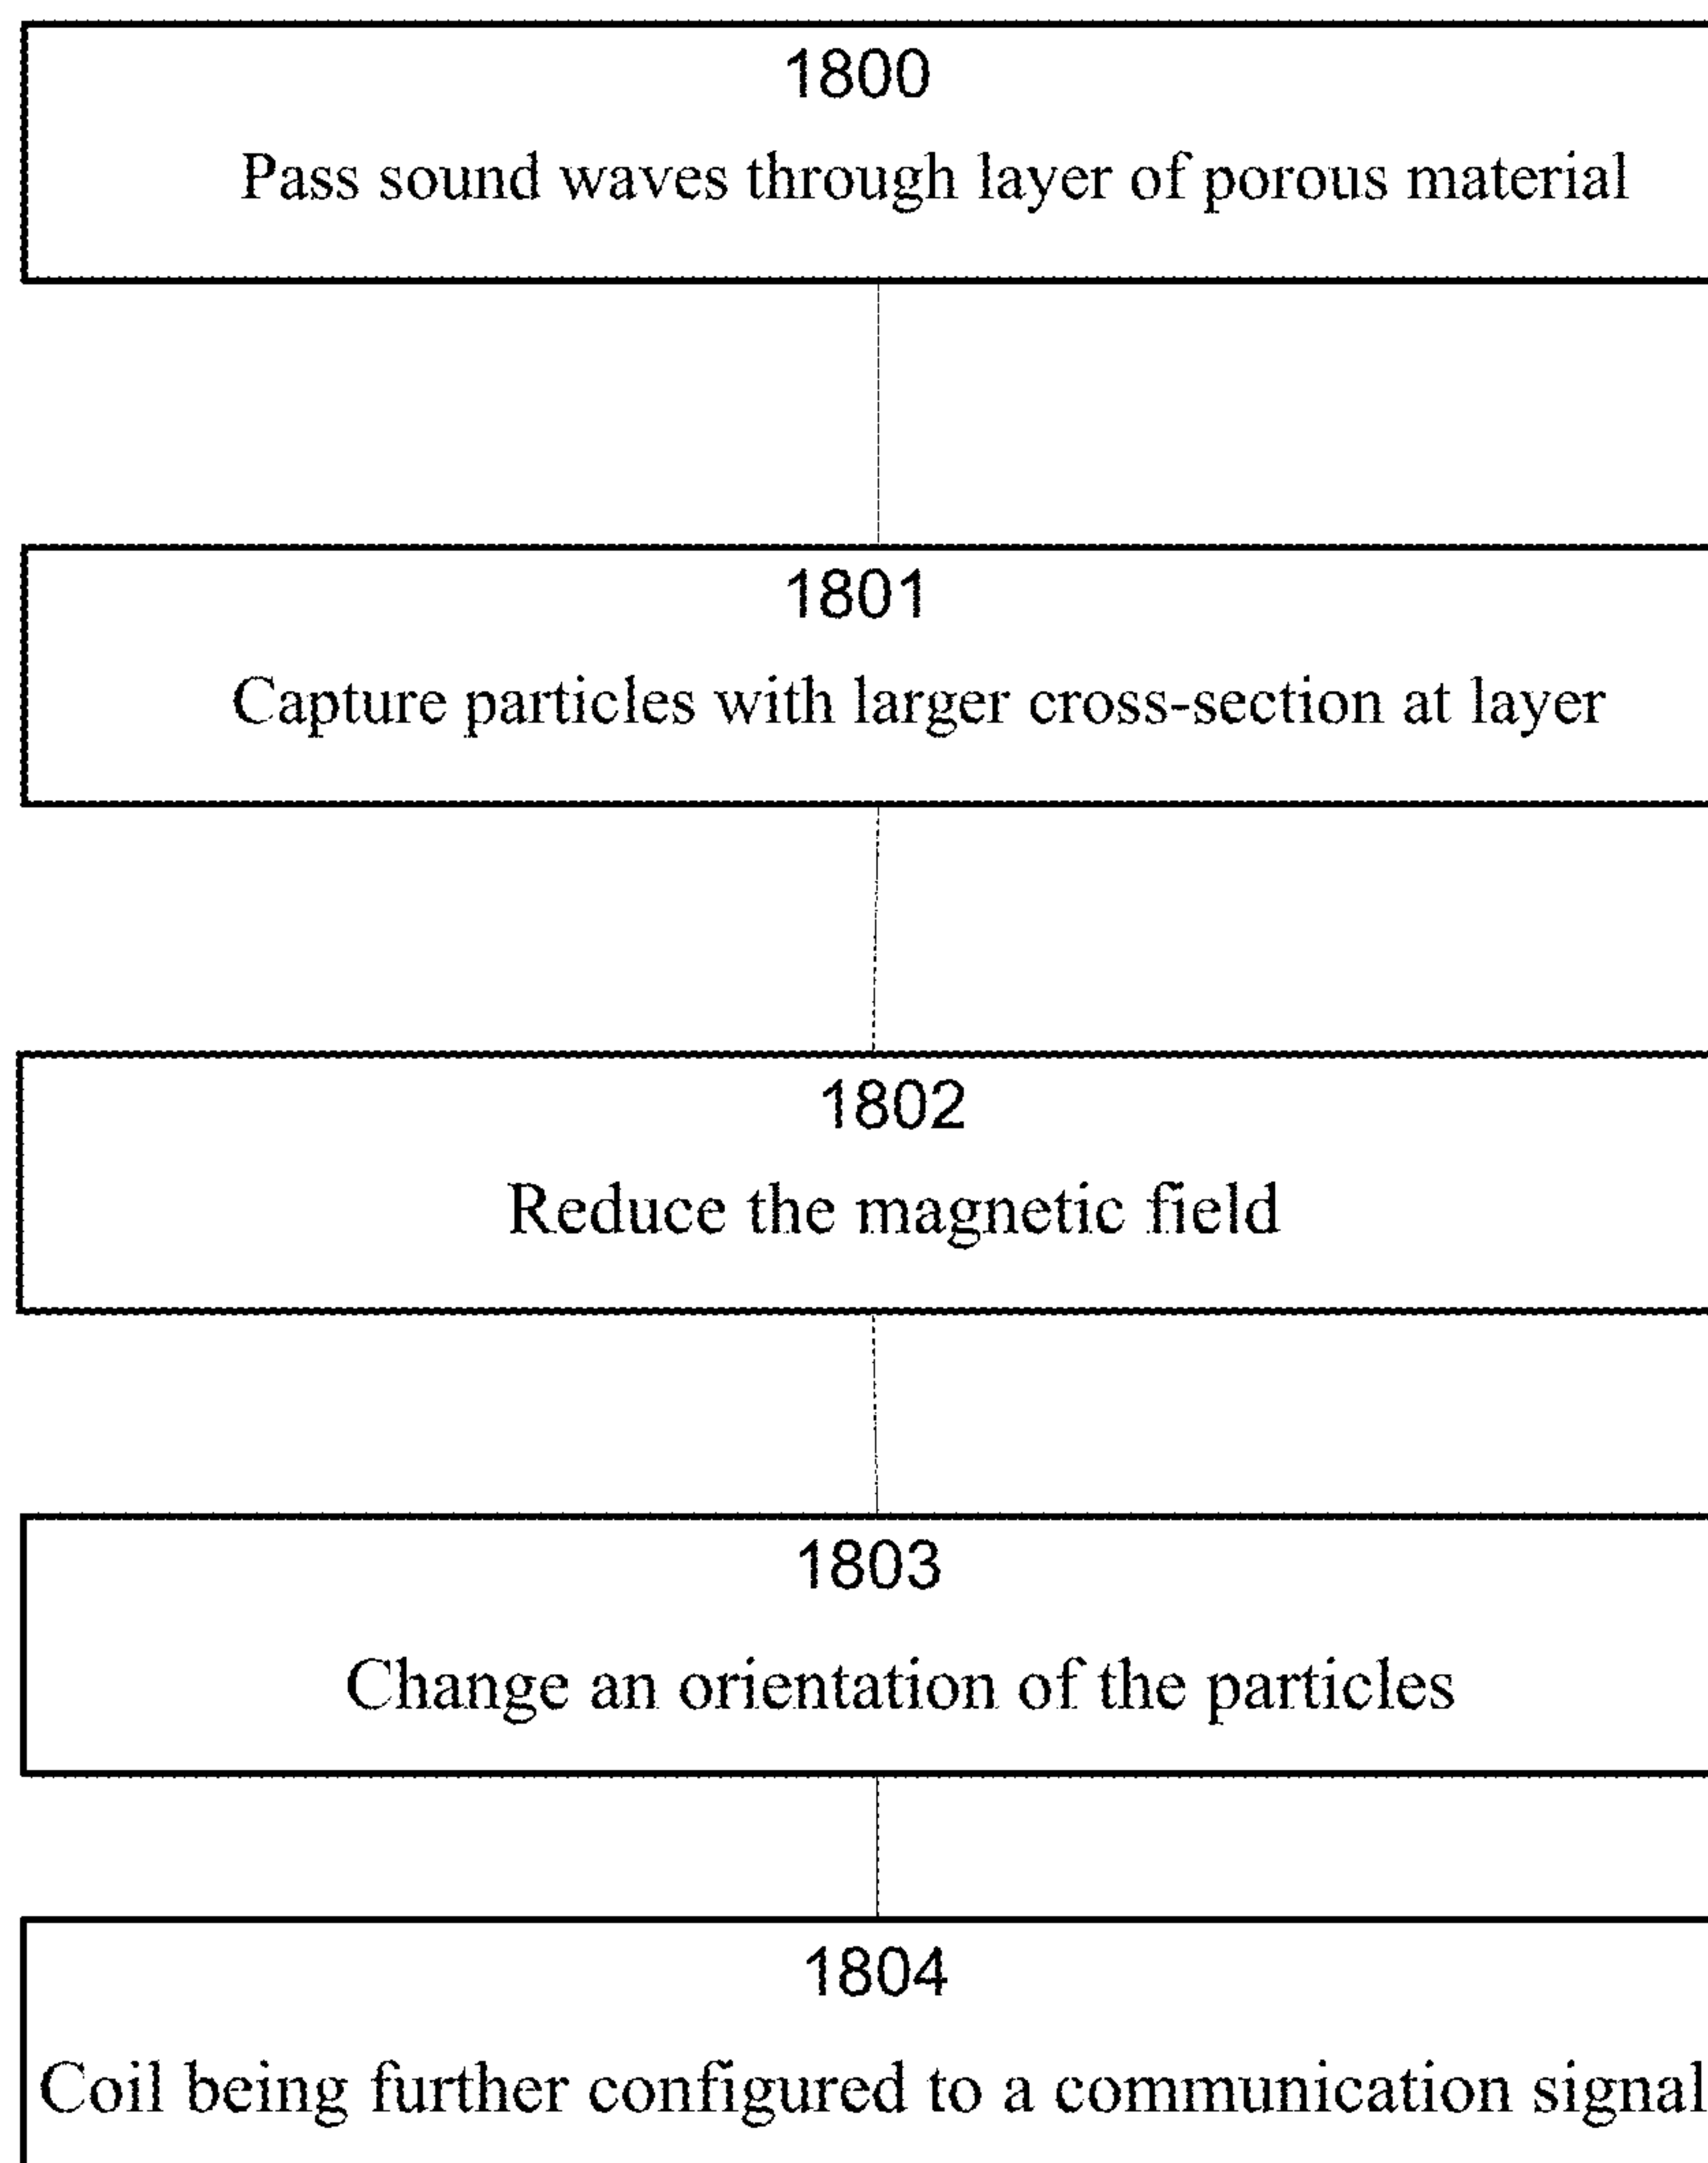 1800
Pass sound waves through layer of porous material
1801
Capture particles with larger cross-section at layer
1802
Reduce the magnetic field
1803
Change an orientation of the particles
1804
Coil being further configured to a communication signal